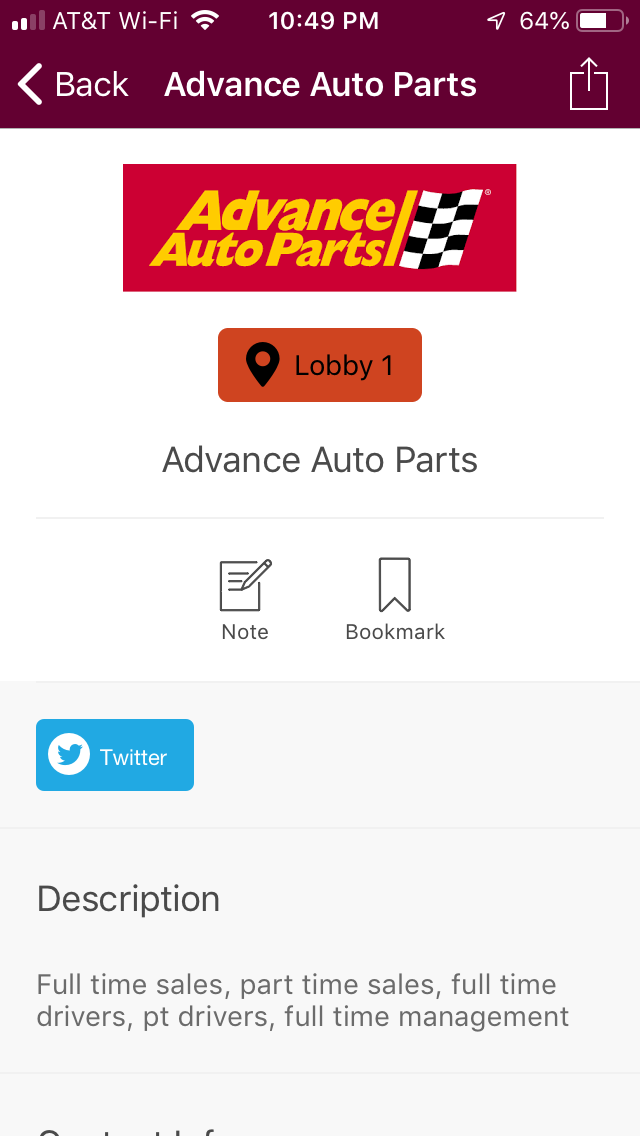 AT&T Wi-Fi 10:49 PM 64%
Back Advance Auto Parts
Advance
Auto Parts ®
Lobby 1
Advance Auto Parts
Note Bookmark
Twitter
Description
Full time sales, part time sales, full time
drivers, pt drivers, full time management